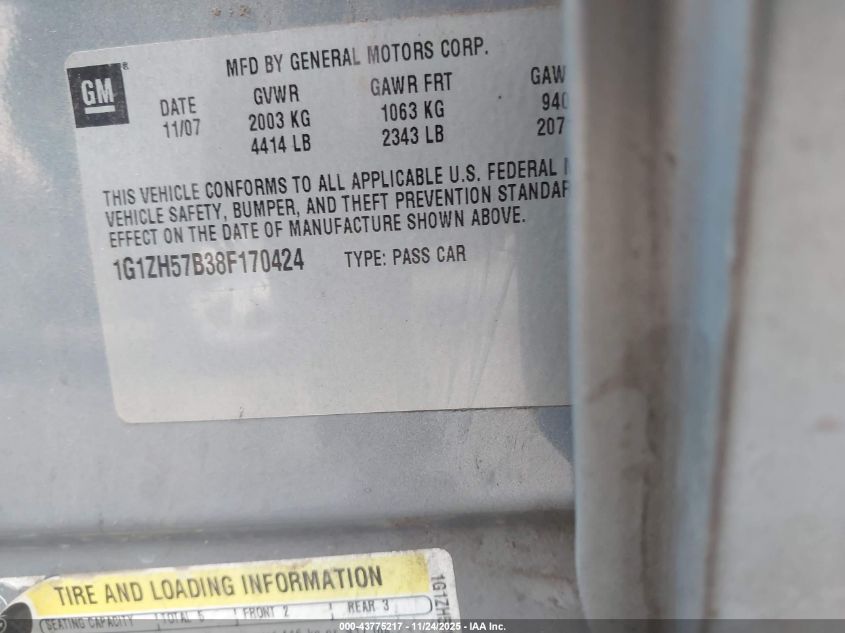 MFD BY GENERAL MOTORS CORP.
GM®
DATE GVWR GAWR FRT GAW
11/07 2003 KG 1063 KG 940
4414 LB 2343 LB 207
THIS VEHICLE CONFORMS TO ALL APPLICABLE U.S. FEDERAL
VEHICLE SAFETY, BUMPER, AND THEFT PREVENTION STANDAR
EFFECT ON THE DATE OF MANUFACTURE SHOWN ABOVE.
1G1ZH57B38F170424 TYPE: PASS CAR
TIRE AND LOADING INFORMATION
SEATING CAPACITY TOTAL 5 FRONT 2 REAR 3
1G1ZH5
000-43775217 - 11/24/2025 - IAA Inc.